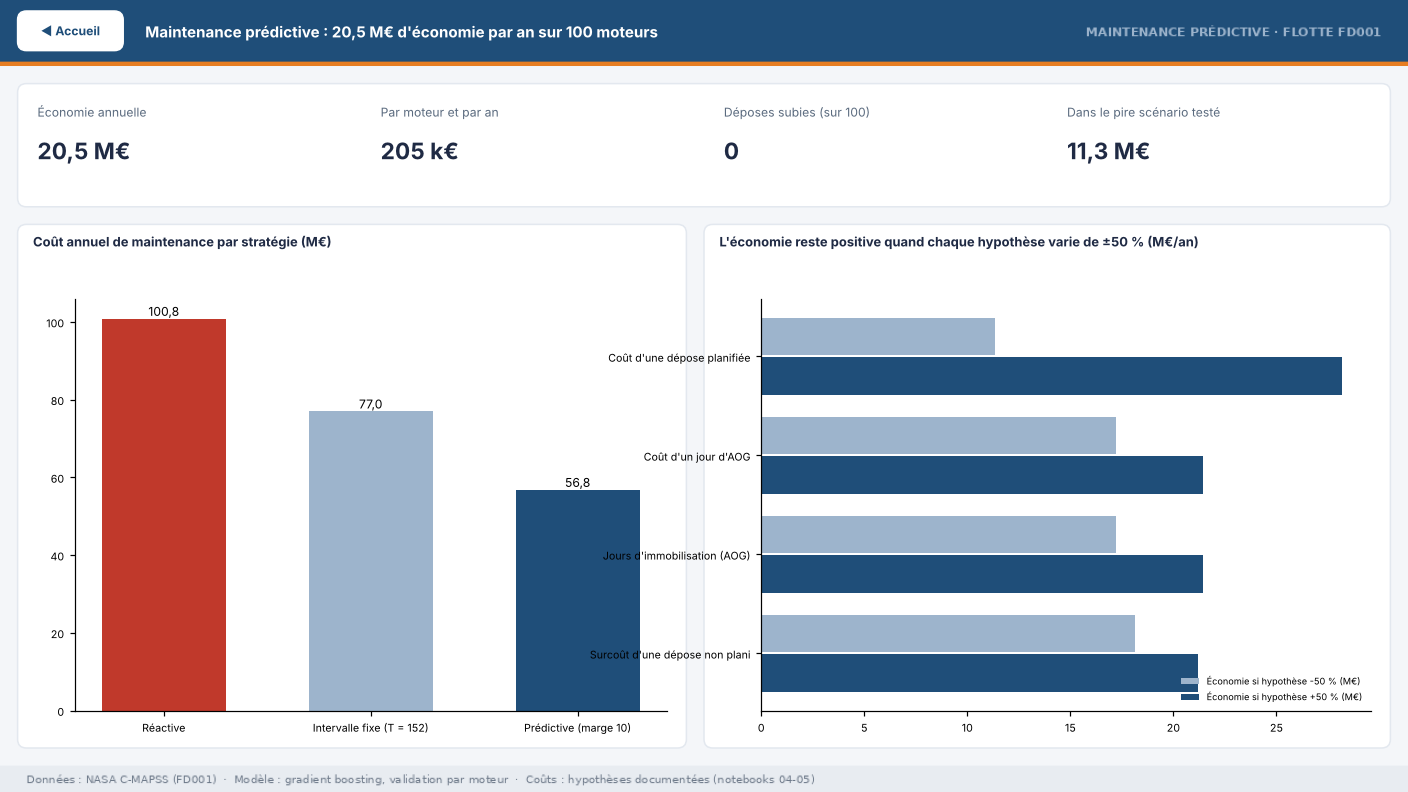 ◀ Accueil
Maintenance prédictive : 20,5 M€ d'économie par an sur 100 moteurs
MAINTENANCE PRÉDICTIVE · FLOTTE FD001
Économie annuelle
20,5 M€
Par moteur et par an
205 k€
Déposes subies (sur 100)
0
Dans le pire scénario testé
11,3 M€
Coût annuel de maintenance par stratégie (M€)
100
80
60
40
20
0
100,8
77,0
56,8
Réactive
Intervalle fixe (T = 152)
Prédictive (marge 10)
L'économie reste positive quand chaque hypothèse varie de ±50 % (M€/an)
Coût d'une dépose planifiée
Coût d'un jour d'AOG
Jours d'immobilisation (AOG)
Surcoût d'une dépose non plani
Économie si hypothèse -50 % (M€)
Économie si hypothèse +50 % (M€)
0
5
10
15
20
25
Données : NASA C-MAPSS (FD001) · Modèle : gradient boosting, validation par moteur · Coûts : hypothèses documentées (notebooks 04-05)